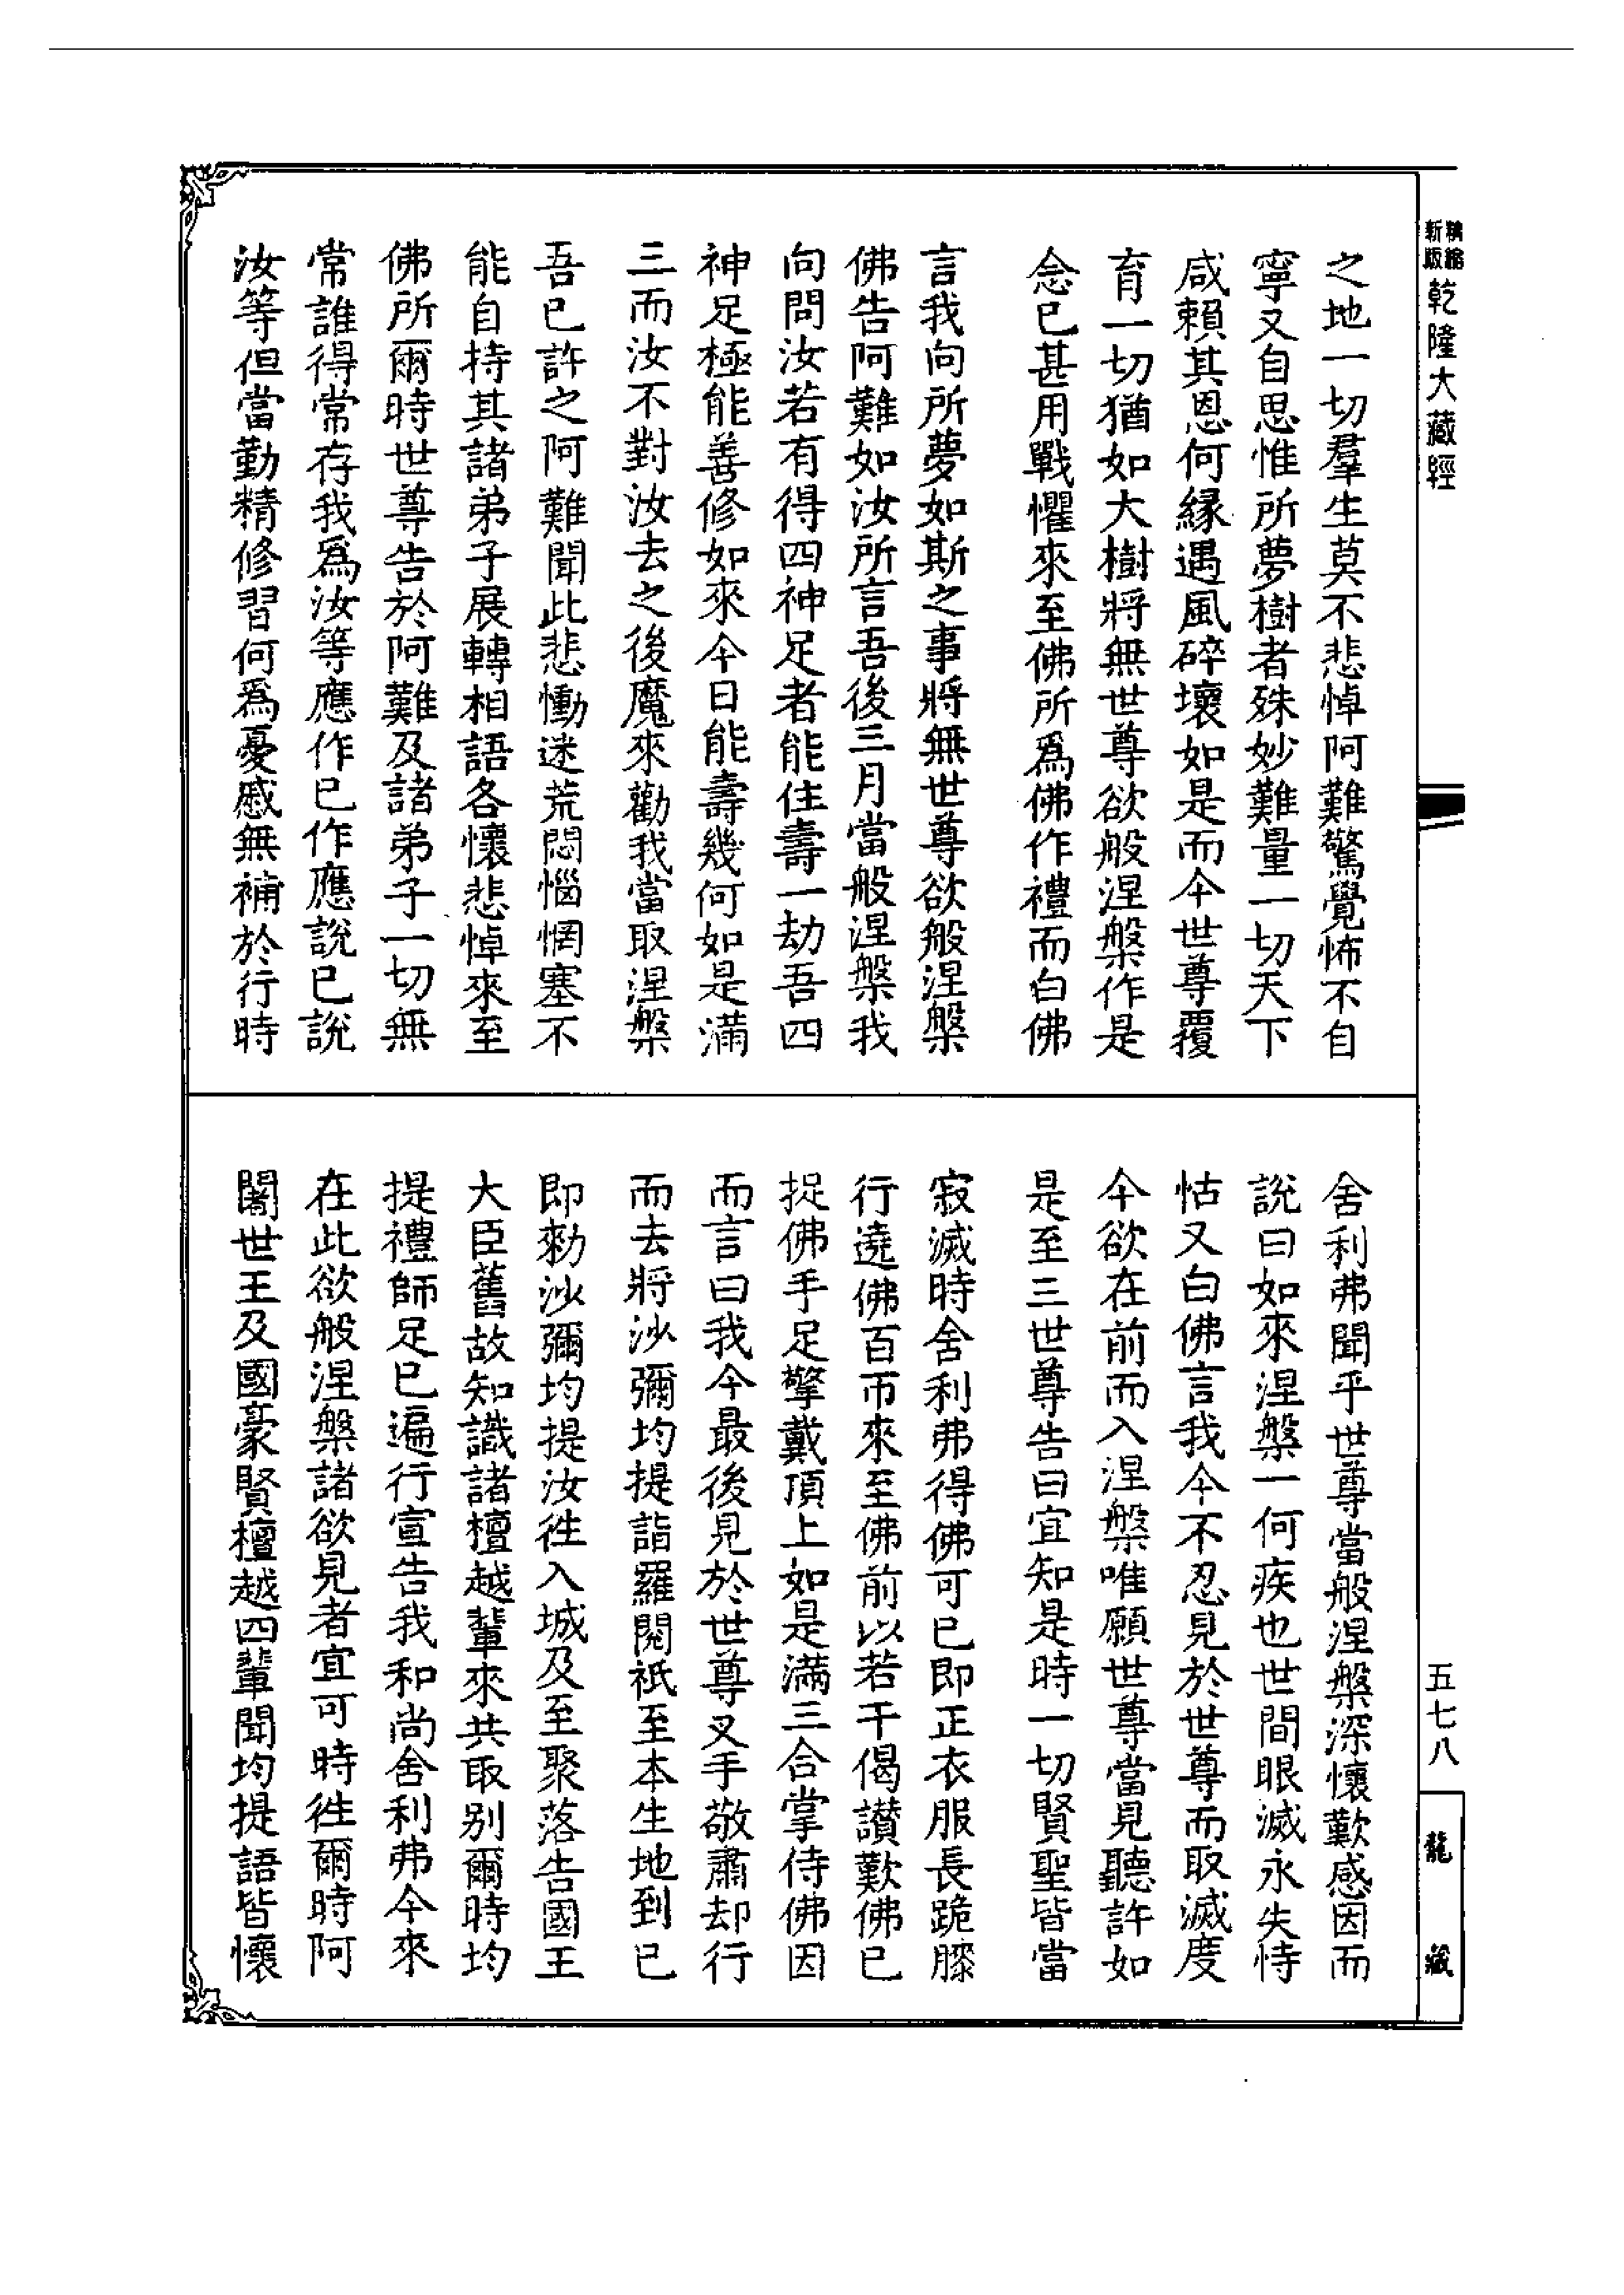 精縮新版乾隆大藏經
之地一切羣生莫不悲悼阿難驚覺怖不自
寧又自思惟所夢樹者殊妙難量一切天下
咸賴其恩何縁遇風碎壞如是而今世尊覆
育一切猶如大樹將無世尊欲般涅槃作是
念已甚用戰懼來至佛所爲佛作禮而白佛
言我向所夢如斯之事將無世尊欲般涅槃
佛告阿難如汝所言吾後三月當般涅槃我
向問汝若有得四神足者能住壽一劫吾四
神足極能善修如來今日能壽幾何如是滿
三而汝不對汝去之後魔來勸我當取涅槃
吾已許之阿難聞此悲慟迷荒悶惱惘塞不
能自持其諸弟子展轉相語各懷悲悼來至
佛所爾時世尊告於阿難及諸弟子一切無
常誰得常存我爲汝等應作已作應說已說
汝等但當勤精修習何爲憂慼無補於行時
舍利弗聞乎世尊當般涅槃深懷歎感因而
說曰如來涅槃一何疾也世間眼滅永失恃
怙又白佛言我今不忍見於世尊而取滅度
今欲在前而入涅槃唯願世尊當見聽許如
是至三世尊告曰宜知是時一切賢聖皆當
寂滅時舍利弗得佛可已即正衣服長跪膝
行遶佛百帀來至佛前以若干偈讚歎佛已
捉佛手足擎戴頂上如是滿三合掌侍佛因
而言曰我今最後見於世尊叉手敬肅却行
而去將沙彌均提詣羅閱祇至本生地到已
即勑沙彌均提汝徃入城及至聚落告國王
大臣舊故知識諸檀越輩來共取别爾時均
提禮師足已遍行宣告我和尚舍利弗今來
在此欲般涅槃諸欲見者宜可時徃爾時阿
闍世王及國豪賢檀越四輩聞均提語皆懷
五七八
龍藏